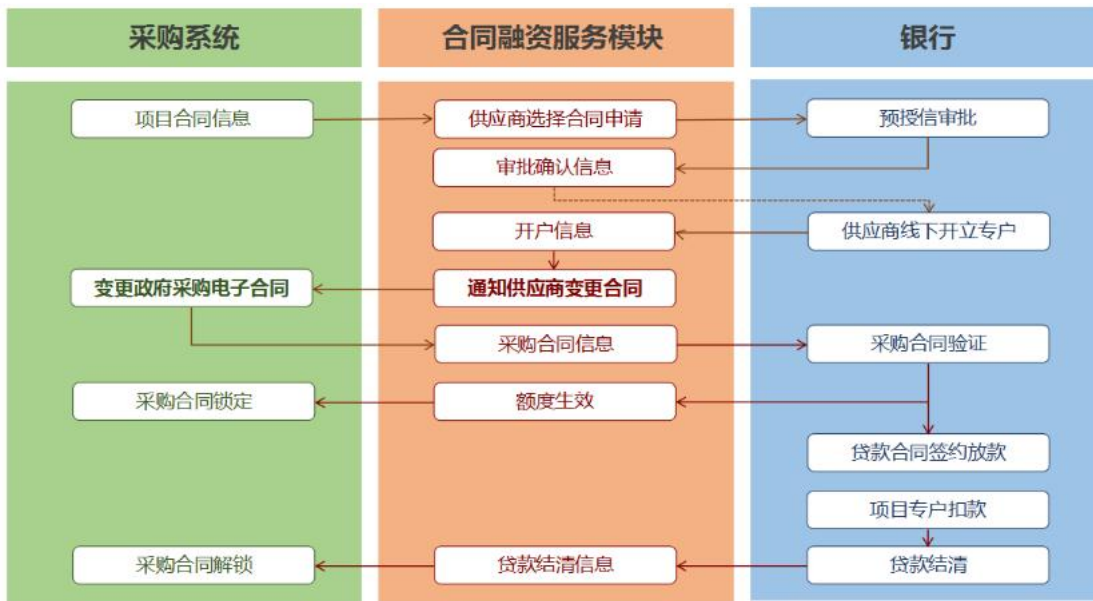 采购系统
合同融资服务模块
银行
项目合同信息
供应商选择合同申请
预授信审批
审批确认信息
开户信息
供应商线下开立专户
变更政府采购电子合同
通知供应商变更合同
采购合同信息
采购合同验证
采购合同锁定
额度生效
贷款合同签约放款
项目专户扣款
采购合同解锁
贷款结清信息
贷款结清